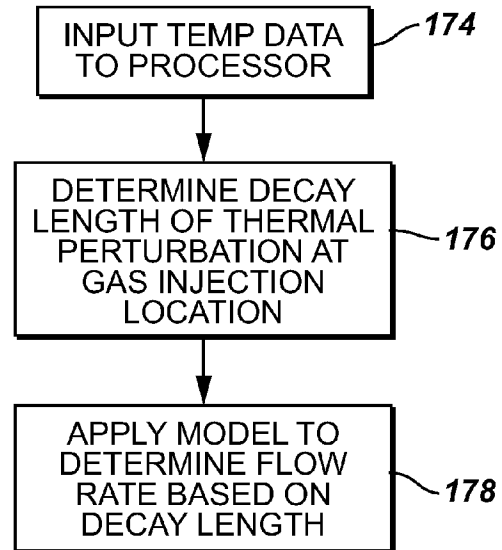 INPUT TEMP DATA
TO PROCESSOR
174
DETERMINE DECAY
LENGTH OF THERMAL
PERTURBATION AT
GAS INJECTION
LOCATION
176
APPLY MODEL TO
DETERMINE FLOW
RATE BASED ON
DECAY LENGTH
178